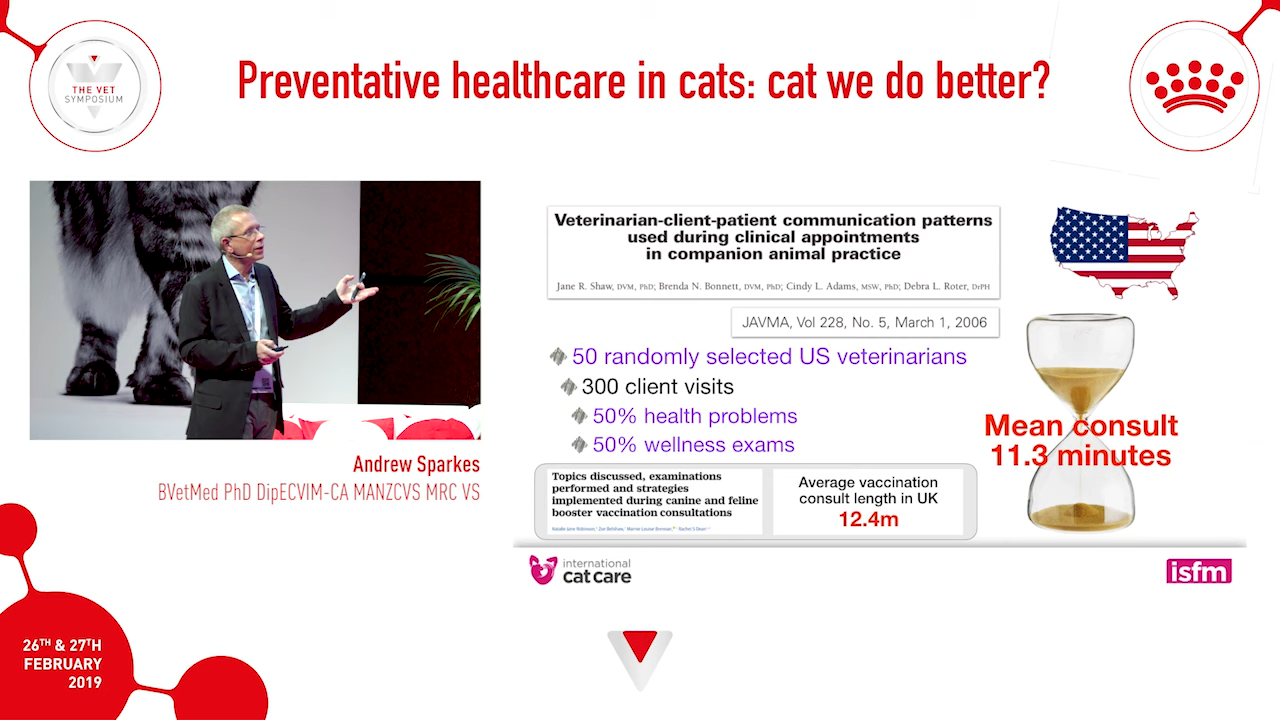 THE VET
SYMPOSIUM
Preventative healthcare in cats: cat we do better?
Andrew Sparkes
BVetMed PhD DipECVIM-CA MANZCVS MRC VS
Veterinarian-client-patient communication patterns
used during clinical appointments
in companion animal practice
Jane R. Shaw, DVM, PhD; Brenda N. Bonnett, DVM, PhD; Cindy L. Adams, MSW, PhD; Debra L. Roter, DrPH
JAVMA, Vol 228, No. 5, March 1, 2006
50 randomly selected US veterinarians
300 client visits
50% health problems
50% wellness exams
Mean consult
11.3 minutes
Topics discussed, examinations
performed and strategies
implemented during canine and feline
booster vaccination consultations
Average vaccination
consult length in UK
12.4m
international
cat care
isfm
26TH & 27TH
FEBRUARY
2019